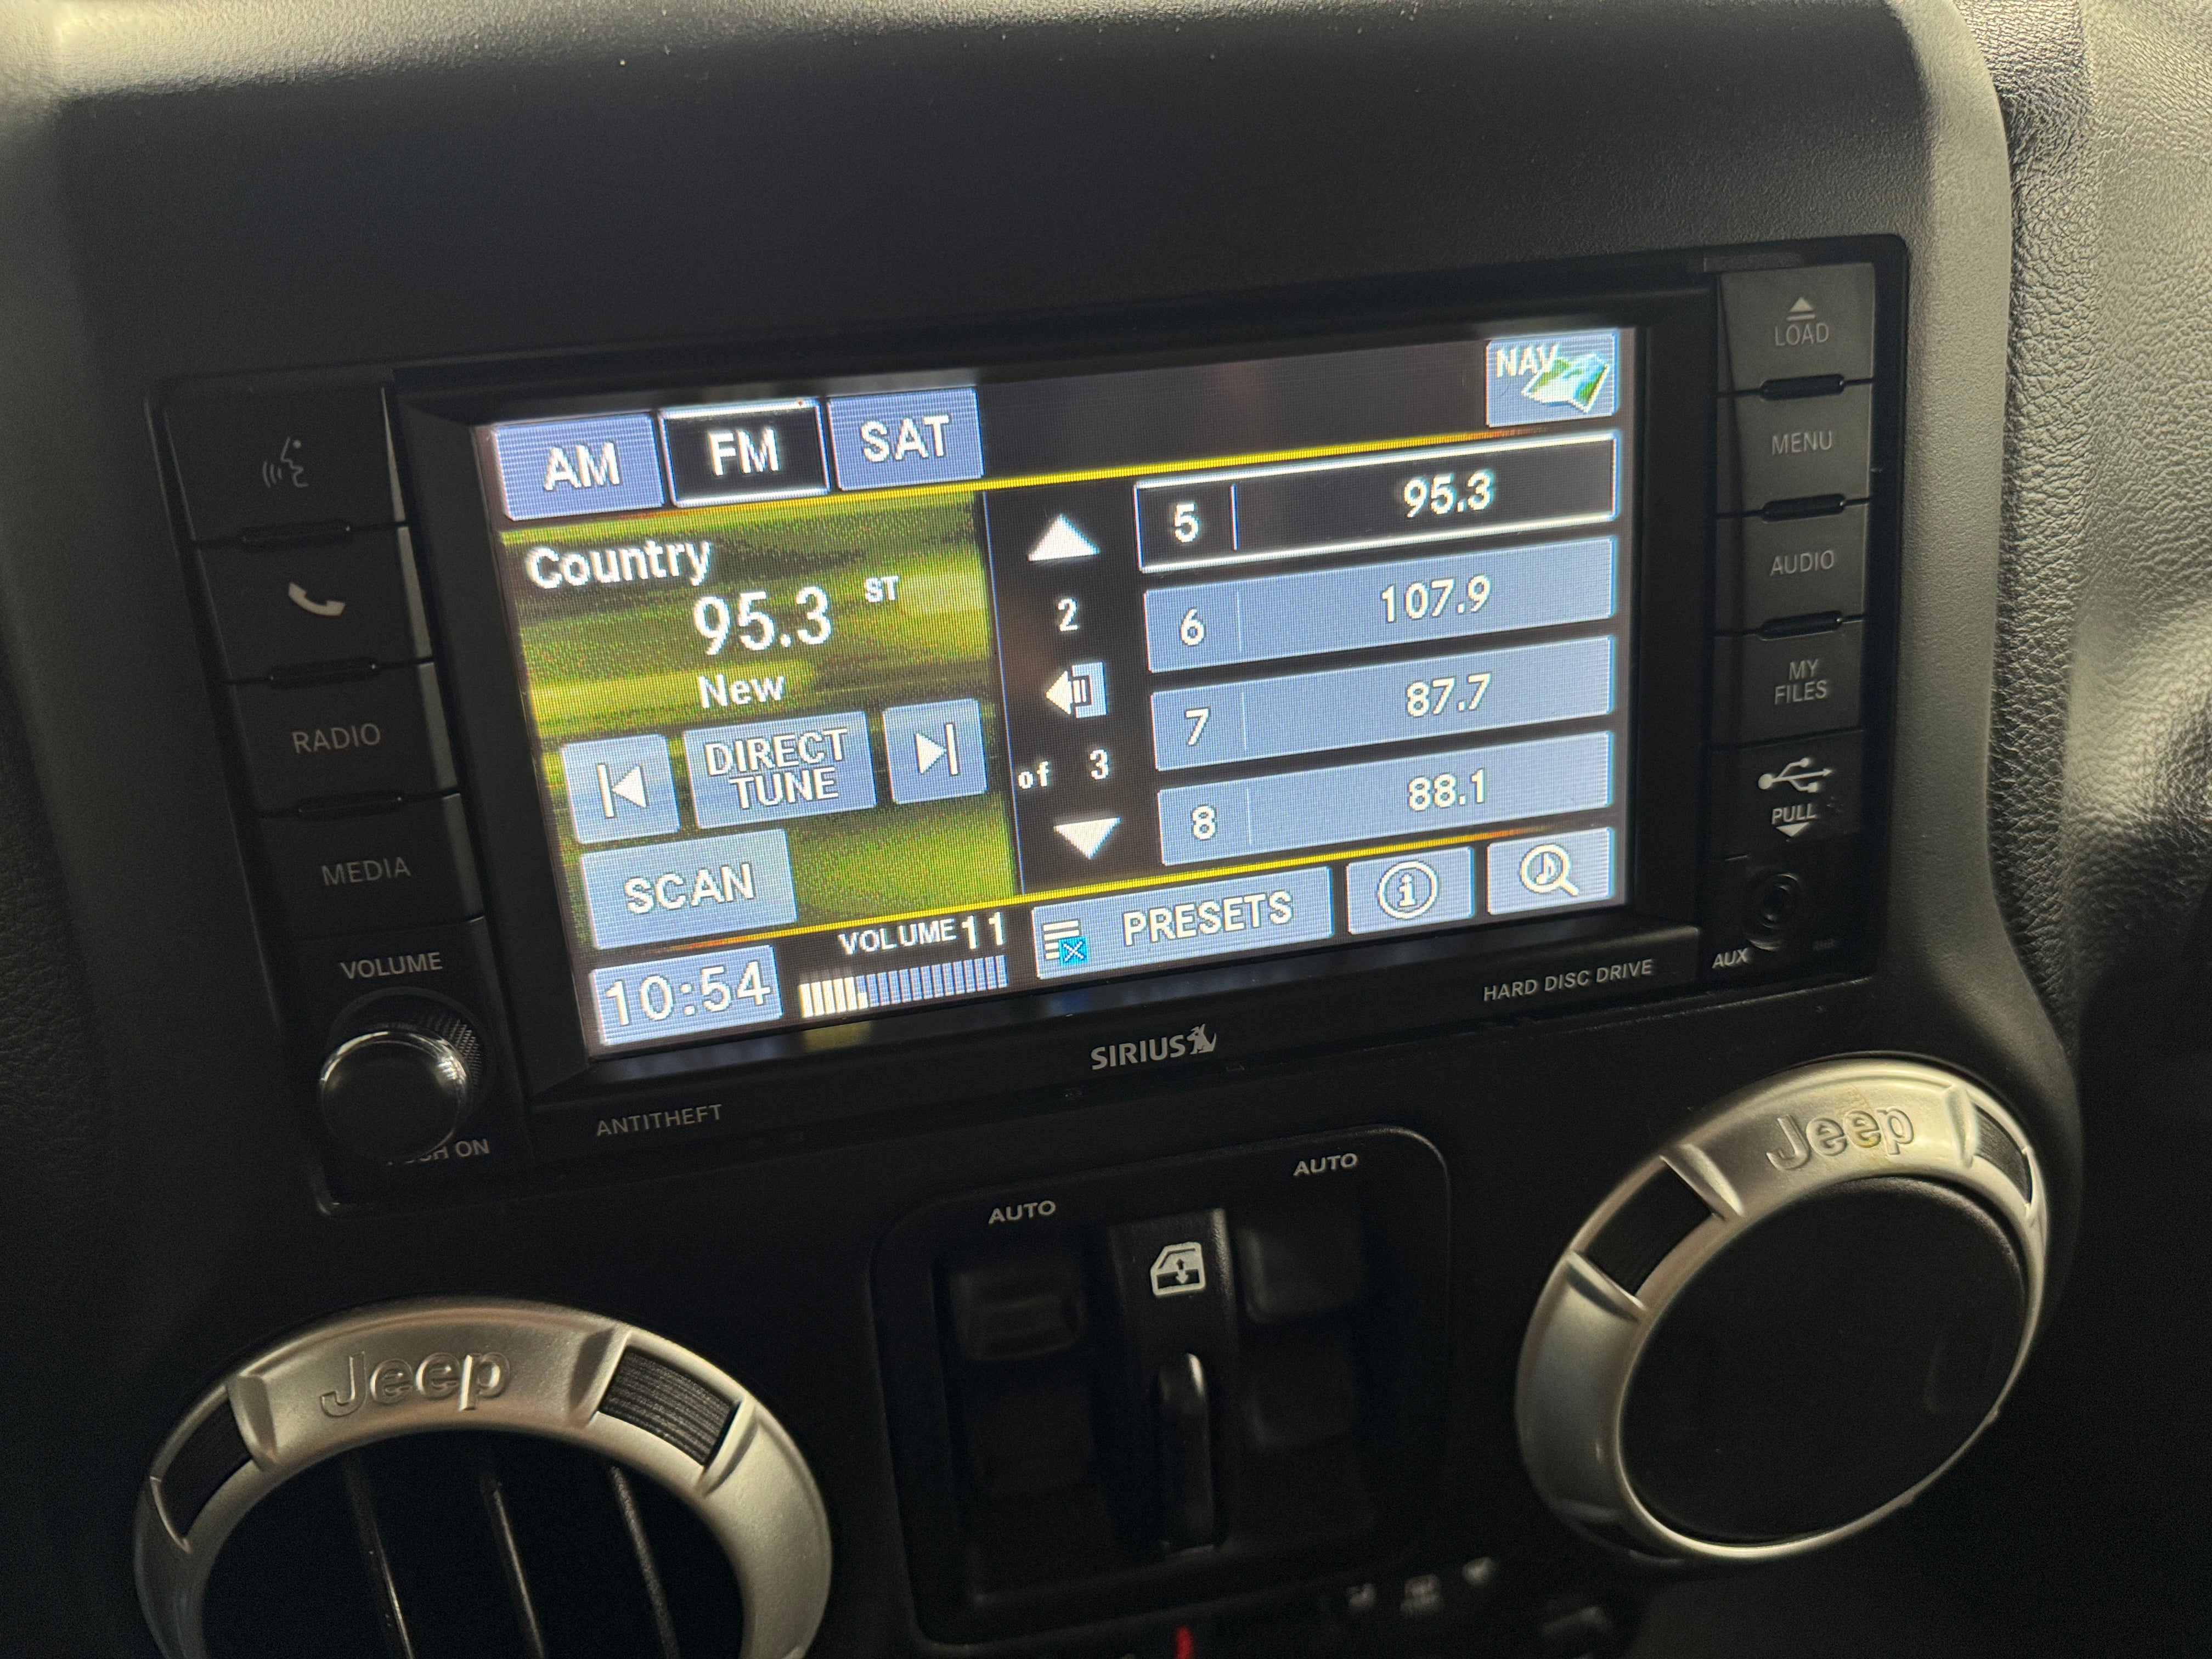 LOAD
NAV
AM
FM
SAT
MENU
5
95.3
Country
ST
95.3
New
2
6
107.9
AUDIO
7
87.7
MY
FILES
RADIO
DIRECT
TUNE
of 3
8
88.1
PULL
MEDIA
SCAN
VOLUME 11
PRESETS
i
VOLUME
10:54
HARD DISC DRIVE
AUX
SIRIUS
ANTITHEFT
ON
AUTO
AUTO
Jeep
Jeep